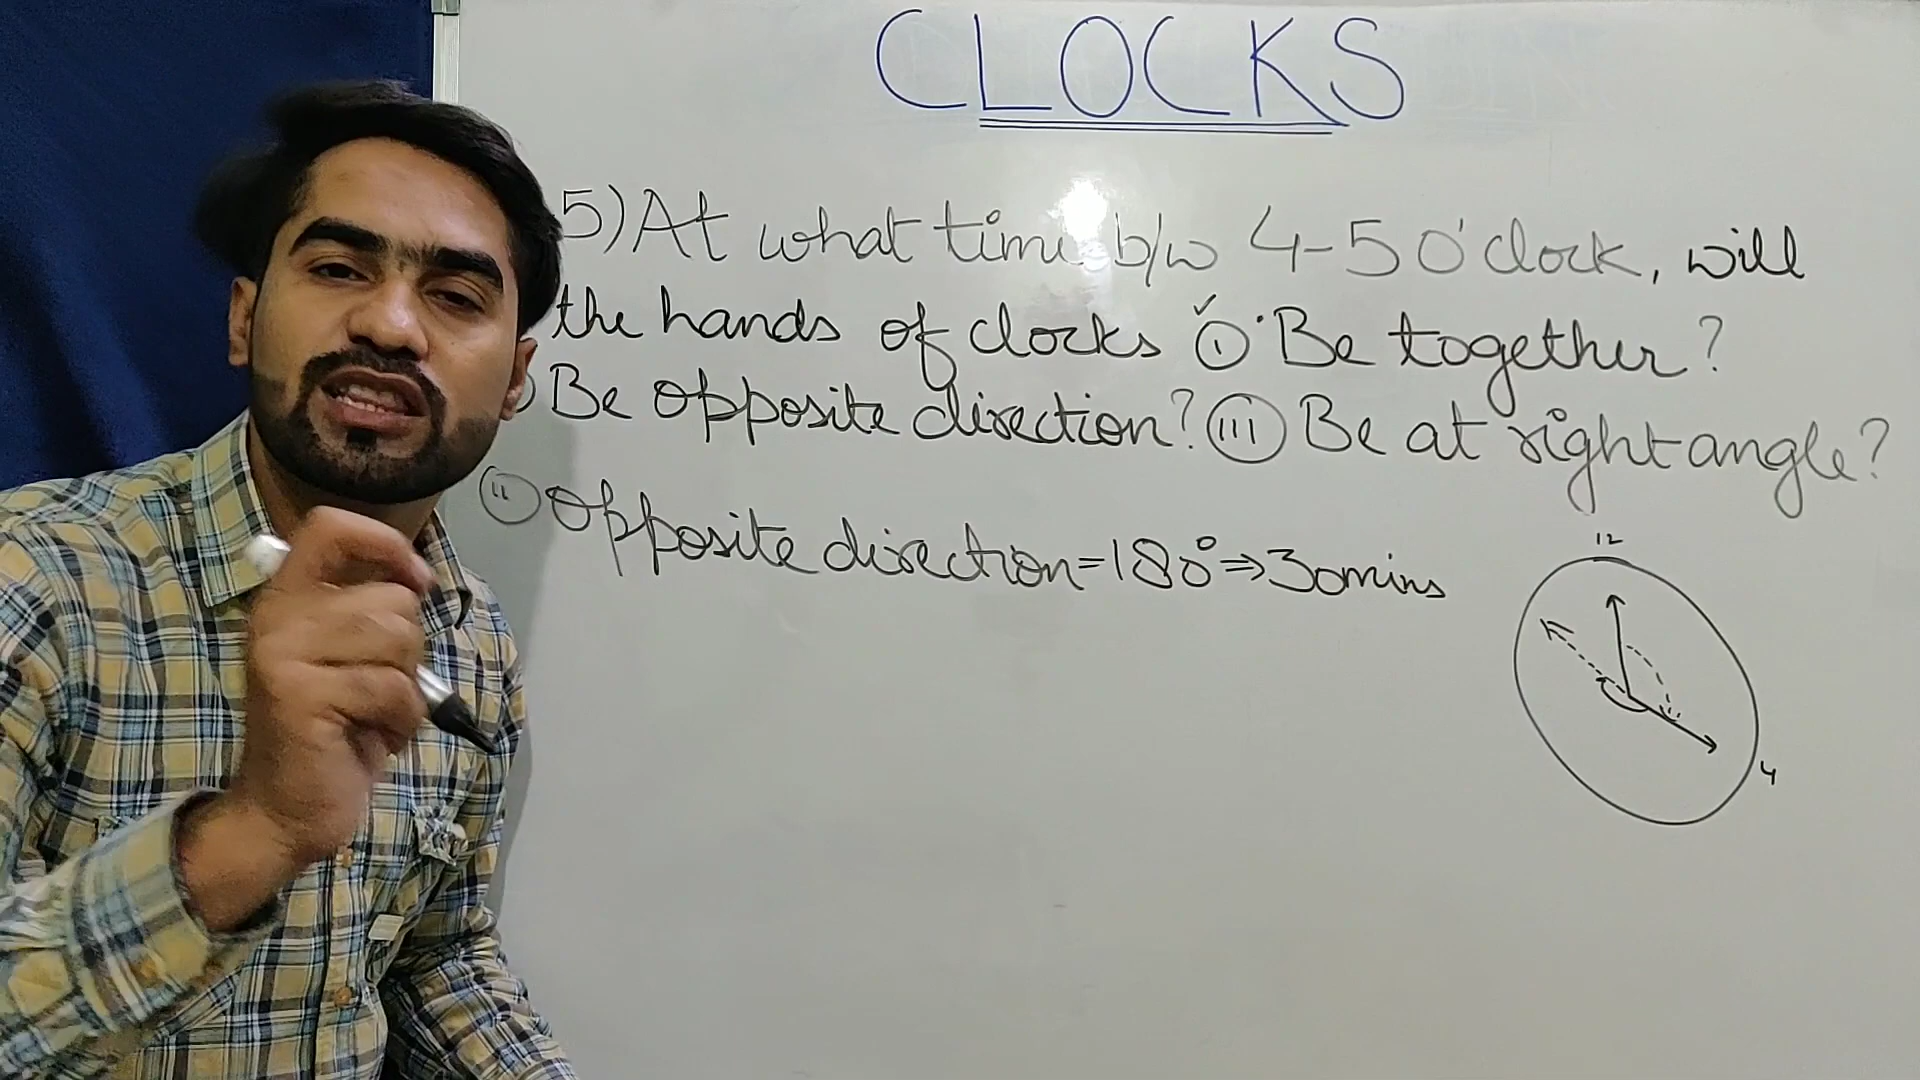 CLOCKS
5) At what time b/w 4-5 O'clock, will
the hands of clocks ✓(i) Be together?
Be opposite direction? (iii) Be at right angle?
(ii) Opposite direction = 180° ⇒ 30mins
12
4